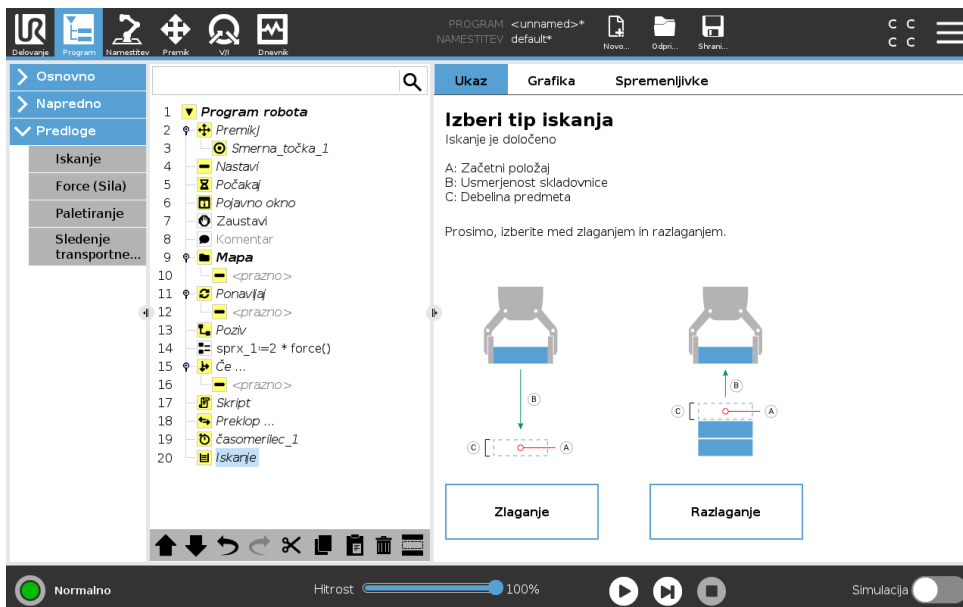 PROGRAM <unnamed>*
NAMESTITEV default*
C C
C C
Delovanje Program Namestitev Premik V/I Dnevnik Novo... Odpri... Shrani...
Osnovno
Napredno
Predloge
Iskanje
Force (Sila)
Paletiranje
Sledenje
transportne...
1 Program robota
2 PremikJ
3 Smerna_točka_1
4 Nastavi
5 Počakaj
6 Pojavno okno
7 Zaustavi
8 Komentar
9 Mapa
10 <prazno>
11 Ponavljaj
12 <prazno>
13 Poziv
14 sprx_1:=2 * force()
15 Če ...
16 <prazno>
17 Skript
18 Preklop ...
19 časomerilec_1
20 Iskanje
Ukaz Grafika Spremenljivke
Izberi tip iskanja
Iskanje je določeno
A: Začetni položaj
B: Usmerjenost skladovnice
C: Debelina predmeta
Prosimo, izberite med zlaganjem in razlaganjem.
B
C A
B
C A
Zlaganje Razlaganje
Normalno Hitrost 100% Simulacija